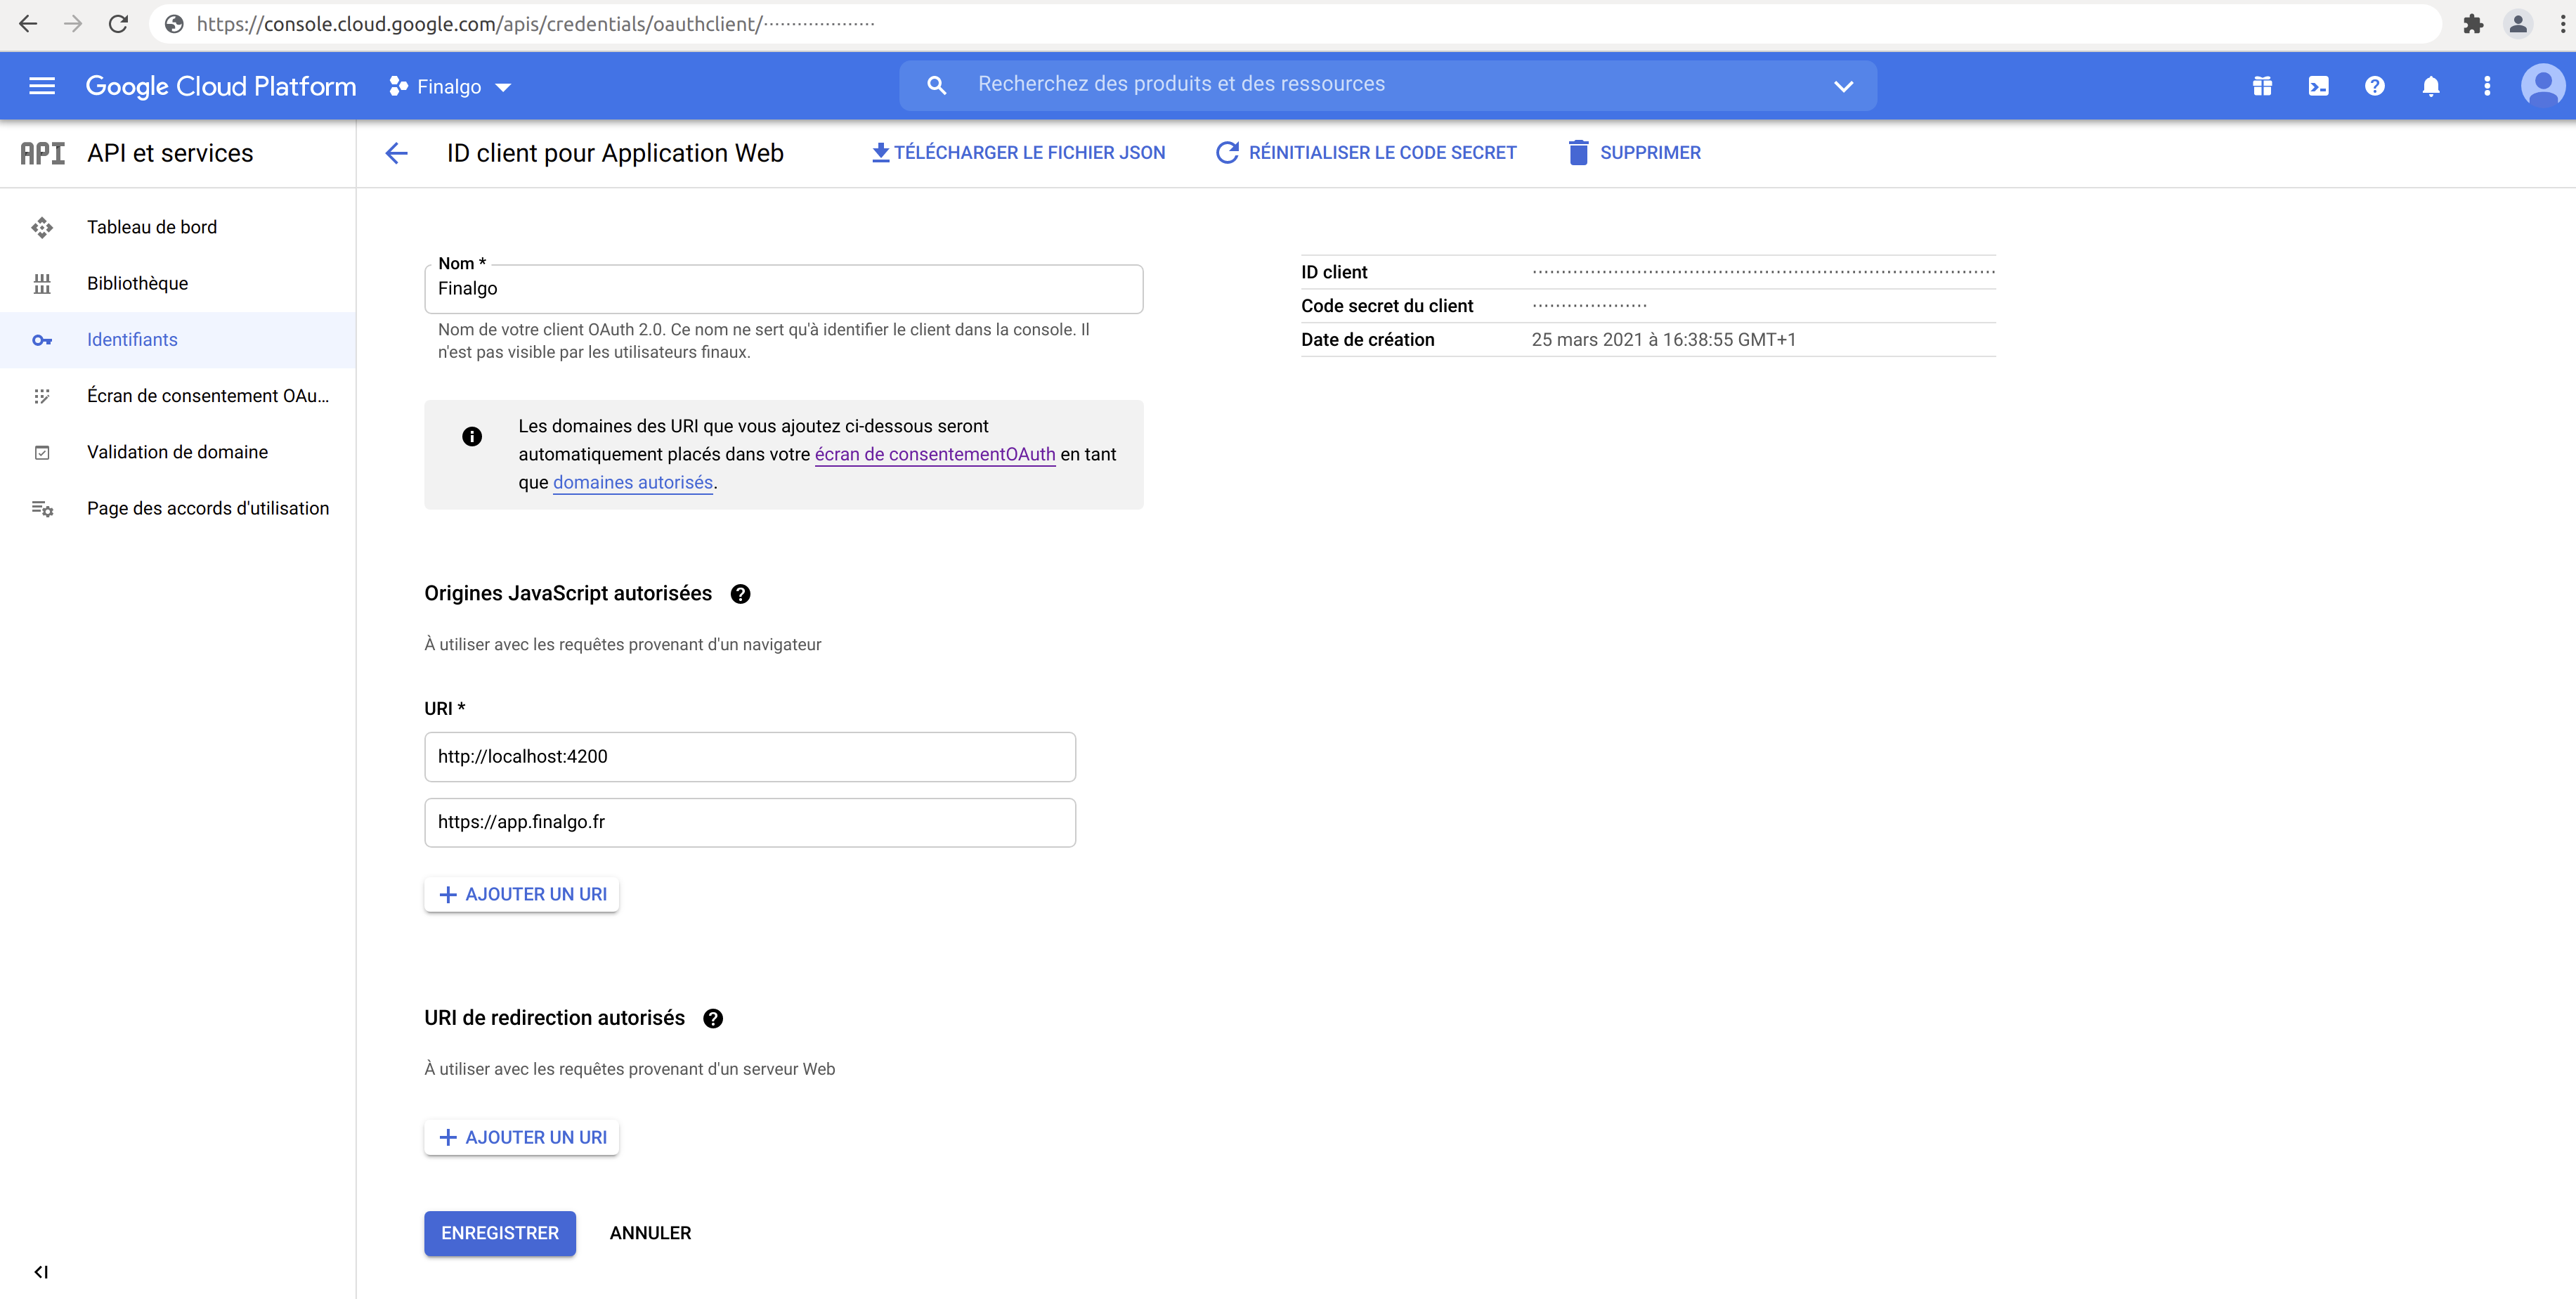 https://console.cloud.google.com/apis/credentials/oauthclient/····················
Google Cloud Platform
Finalgo
Recherchez des produits et des ressources
API
API et services
ID client pour Application Web
TÉLÉCHARGER LE FICHIER JSON
RÉINITIALISER LE CODE SECRET
SUPPRIMER
Tableau de bord
Bibliothèque
Identifiants
Écran de consentement OAu...
Validation de domaine
Page des accords d'utilisation
Nom *
Finalgo
Nom de votre client OAuth 2.0. Ce nom ne sert qu'à identifier le client dans la console. Il
n'est pas visible par les utilisateurs finaux.
Les domaines des URI que vous ajoutez ci-dessous seront
automatiquement placés dans votre écran de consentementOAuth en tant
que domaines autorisés.
ID client
Code secret du client
Date de création 25 mars 2021 à 16:38:55 GMT+1
Origines JavaScript autorisées
À utiliser avec les requêtes provenant d'un navigateur
URI *
http://localhost:4200
https://app.finalgo.fr
AJOUTER UN URI
URI de redirection autorisés
À utiliser avec les requêtes provenant d'un serveur Web
AJOUTER UN URI
ENREGISTRER
ANNULER